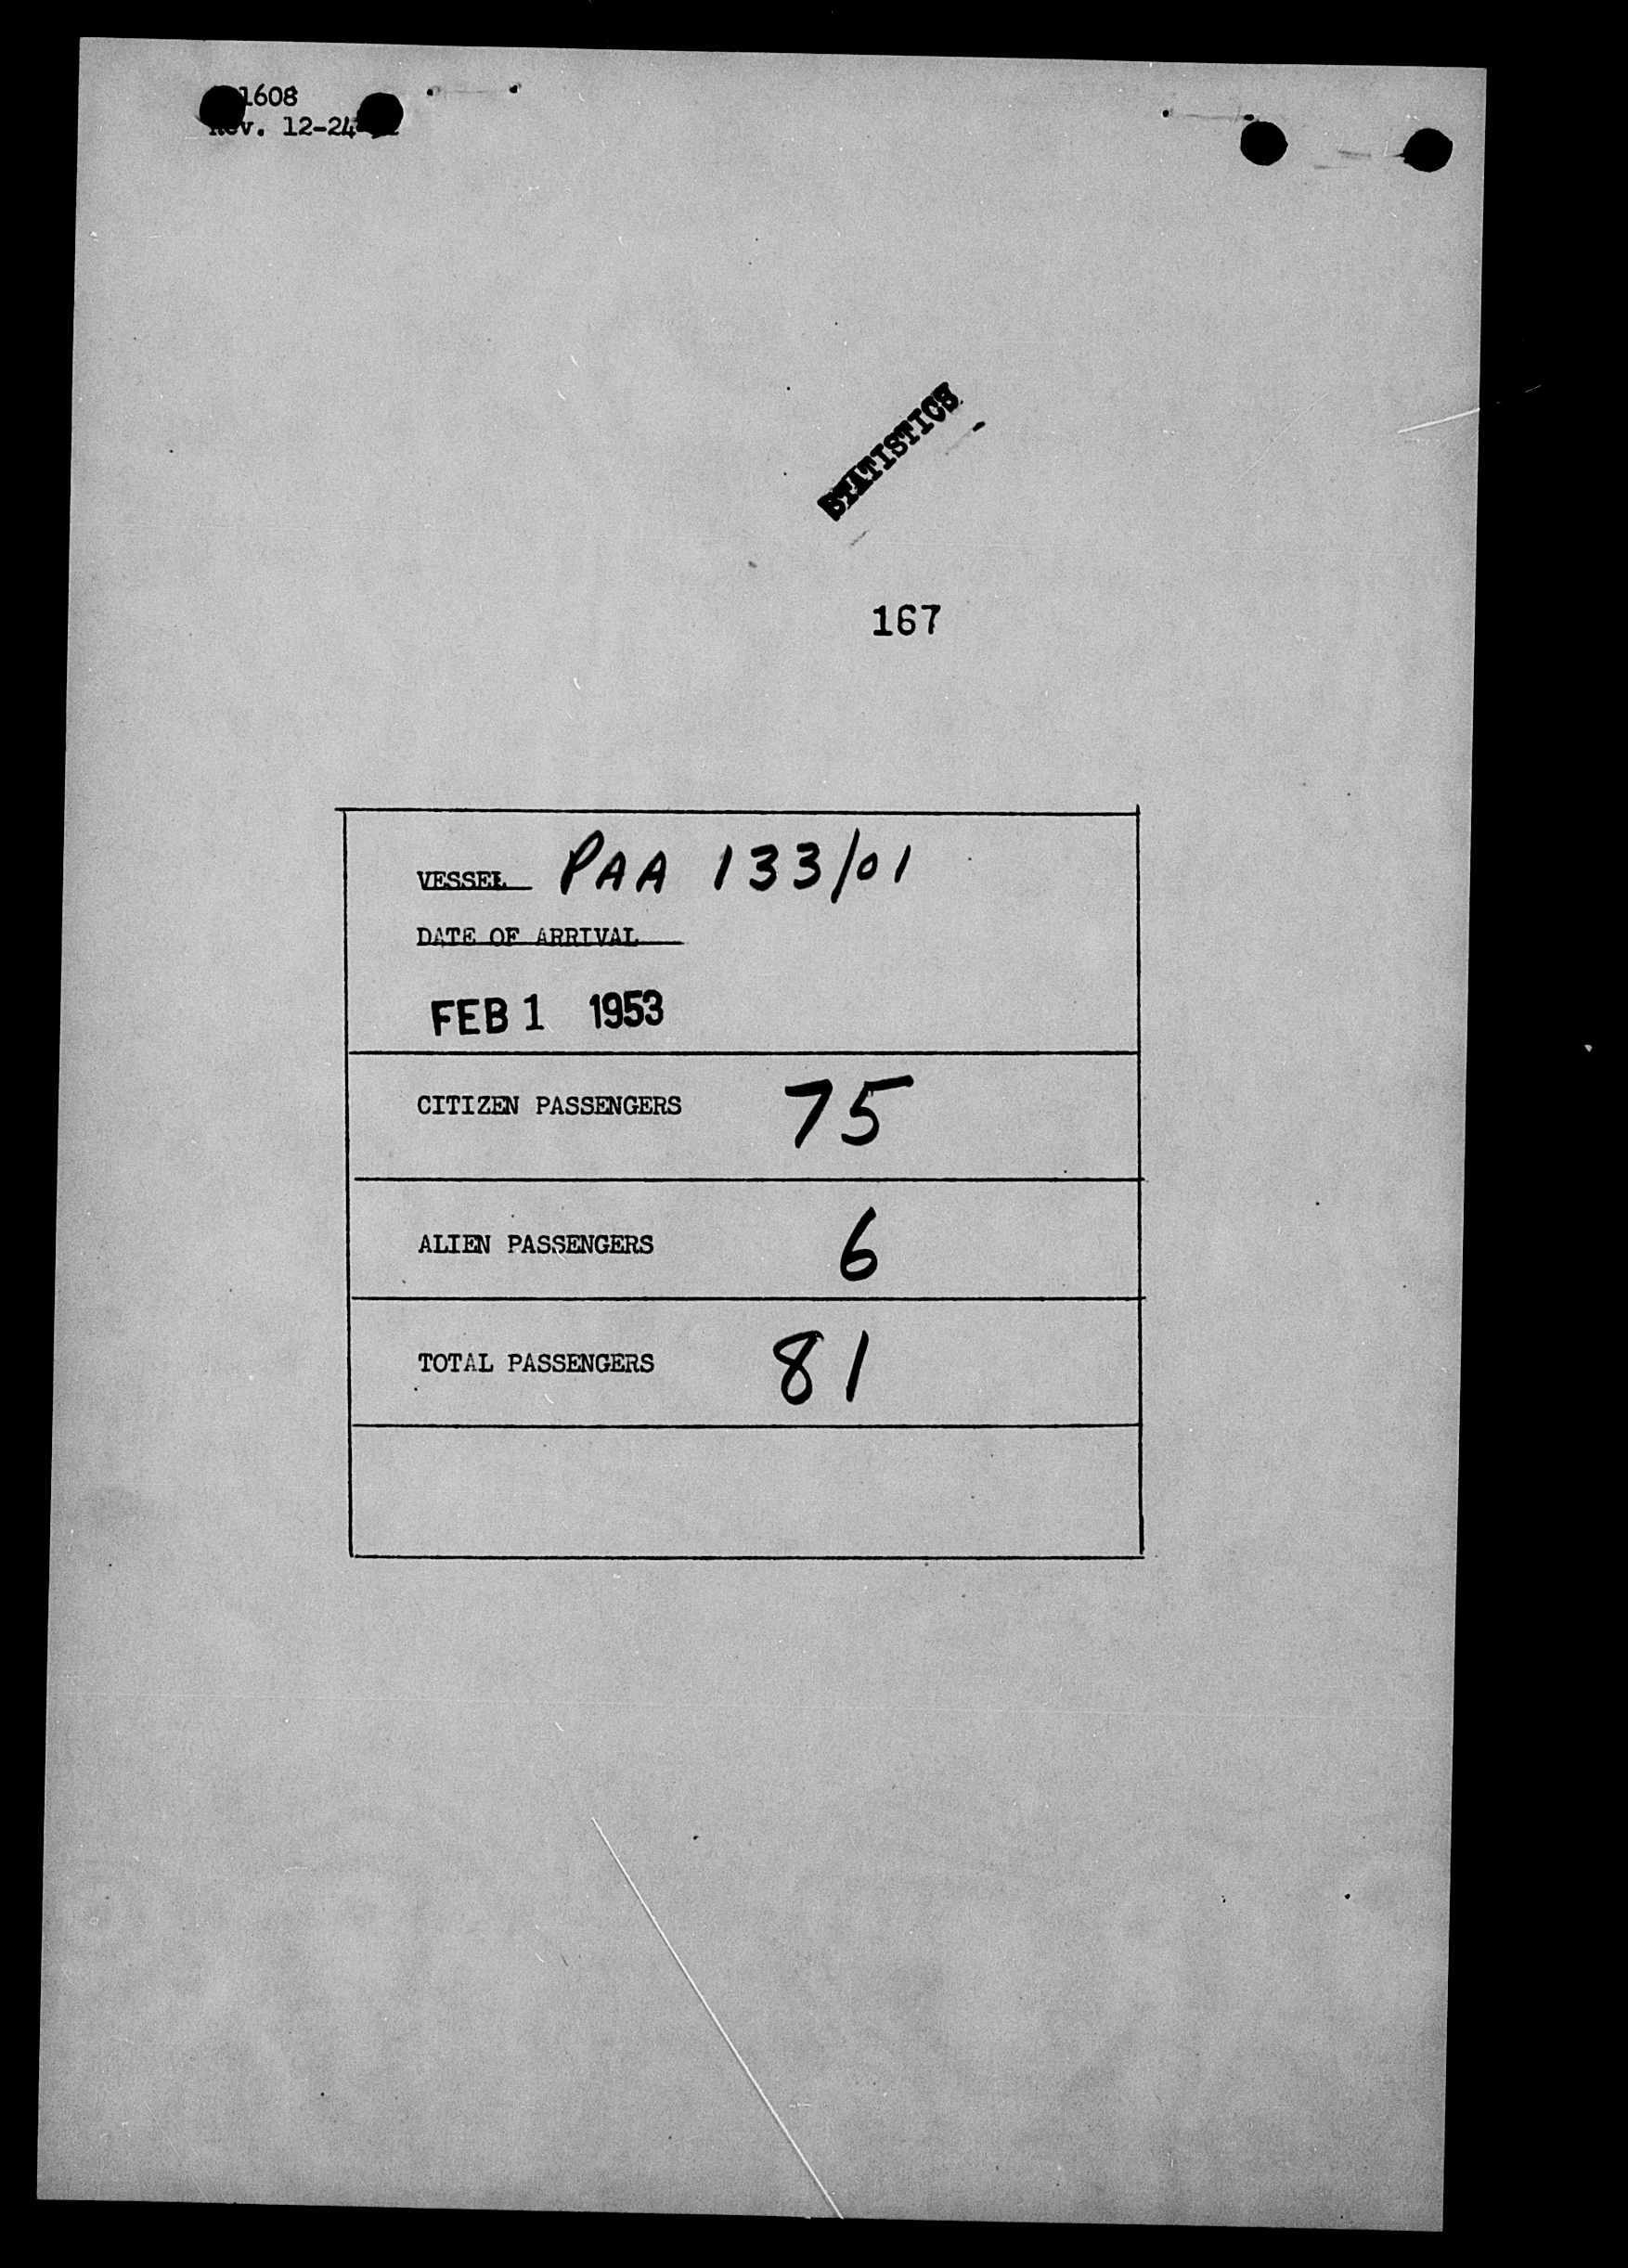 1608
Rev. 12-24
STATISTICS
167
VESSEL PAA 133/01
DATE OF ARRIVAL
FEB 1 1953
CITIZEN PASSENGERS 75
ALIEN PASSENGERS 6
TOTAL PASSENGERS 81